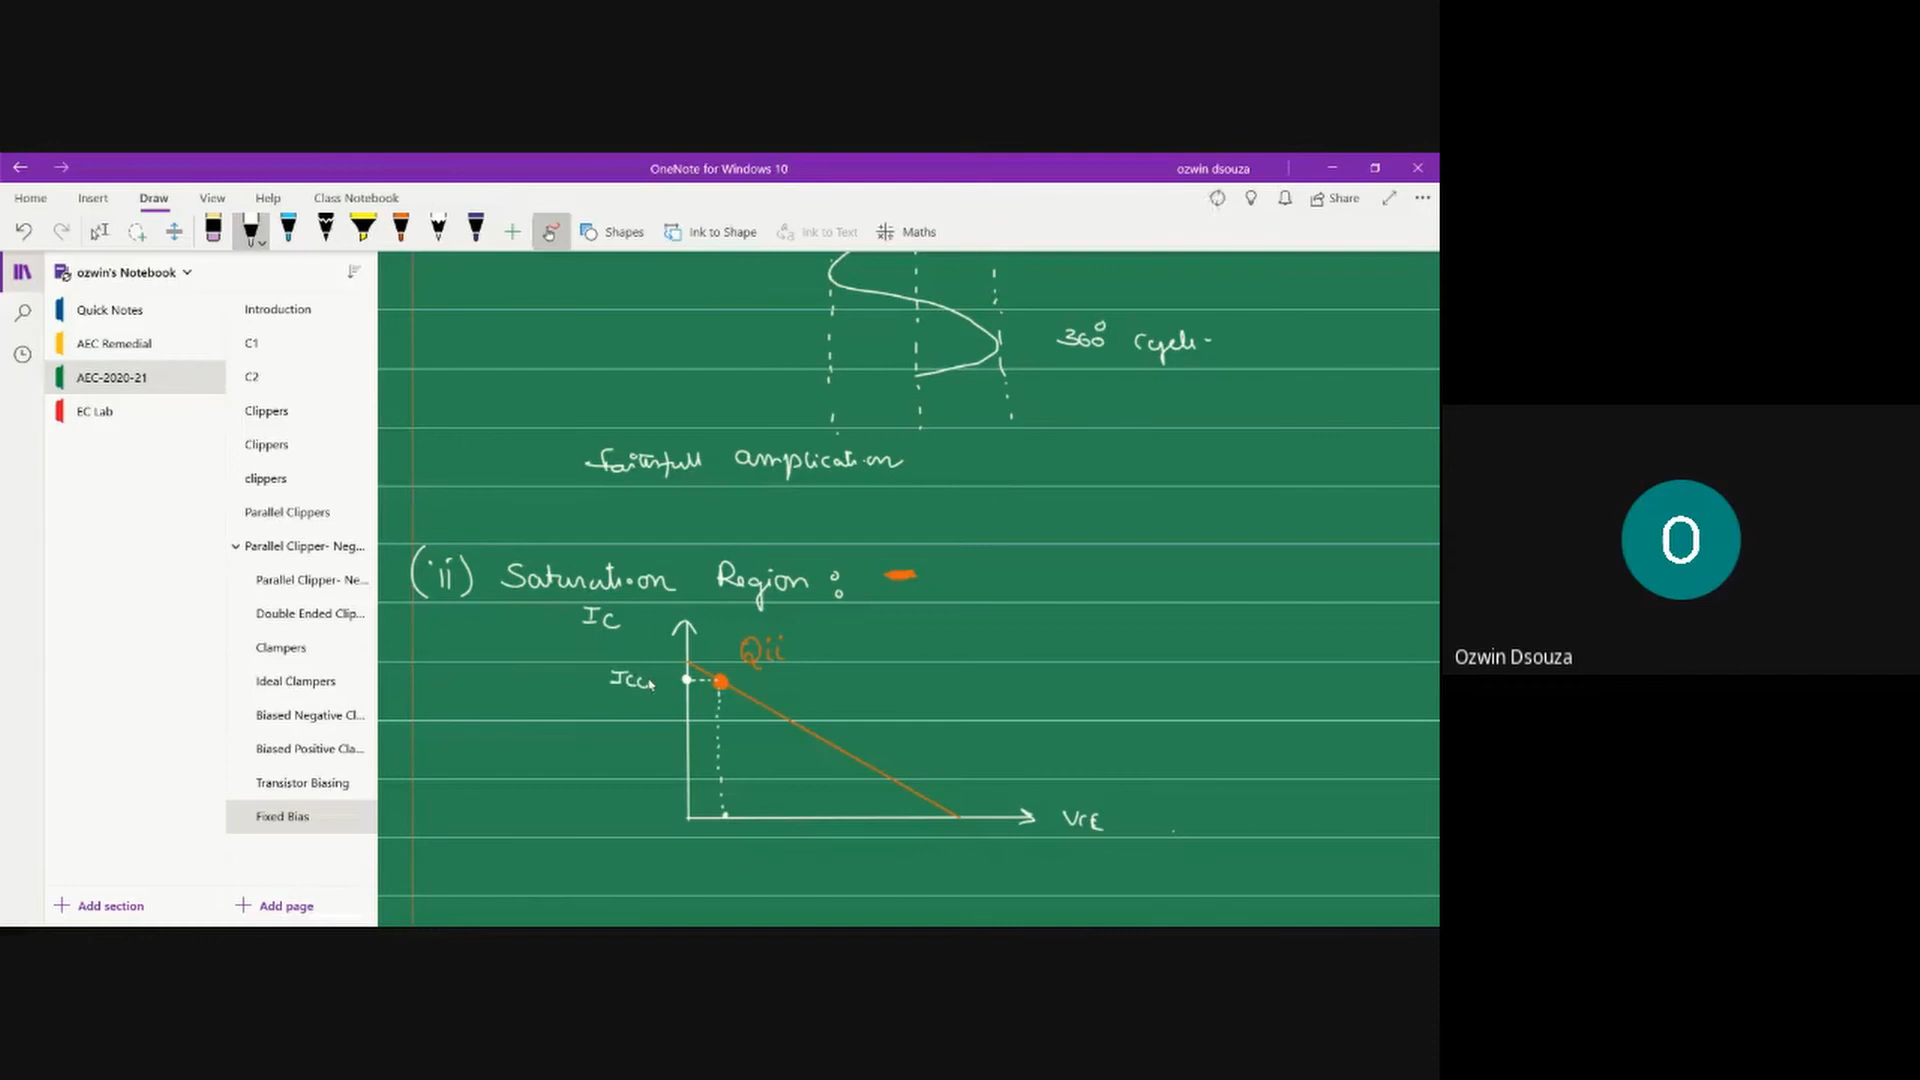 OneNote for Windows 10
ozwin dsouza
Home Insert Draw View Help Class Notebook
Share
Shapes Ink to Shape Ink to Text Maths
ozwin's Notebook
Quick Notes
AEC Remedial
AEC-2020-21
EC Lab
Introduction
C1
C2
Clippers
Clippers
clippers
Parallel Clippers
Parallel Clipper- Neg...
Parallel Clipper- Ne...
Double Ended Clip...
Clampers
Ideal Clampers
Biased Negative Cl...
Biased Positive Cla...
Transistor Biasing
Fixed Bias
Add section
Add page
360° Cycle-
faithfull amplication
(ii) Saturation Region :
IC
Qii
VCE
O
Ozwin Dsouza